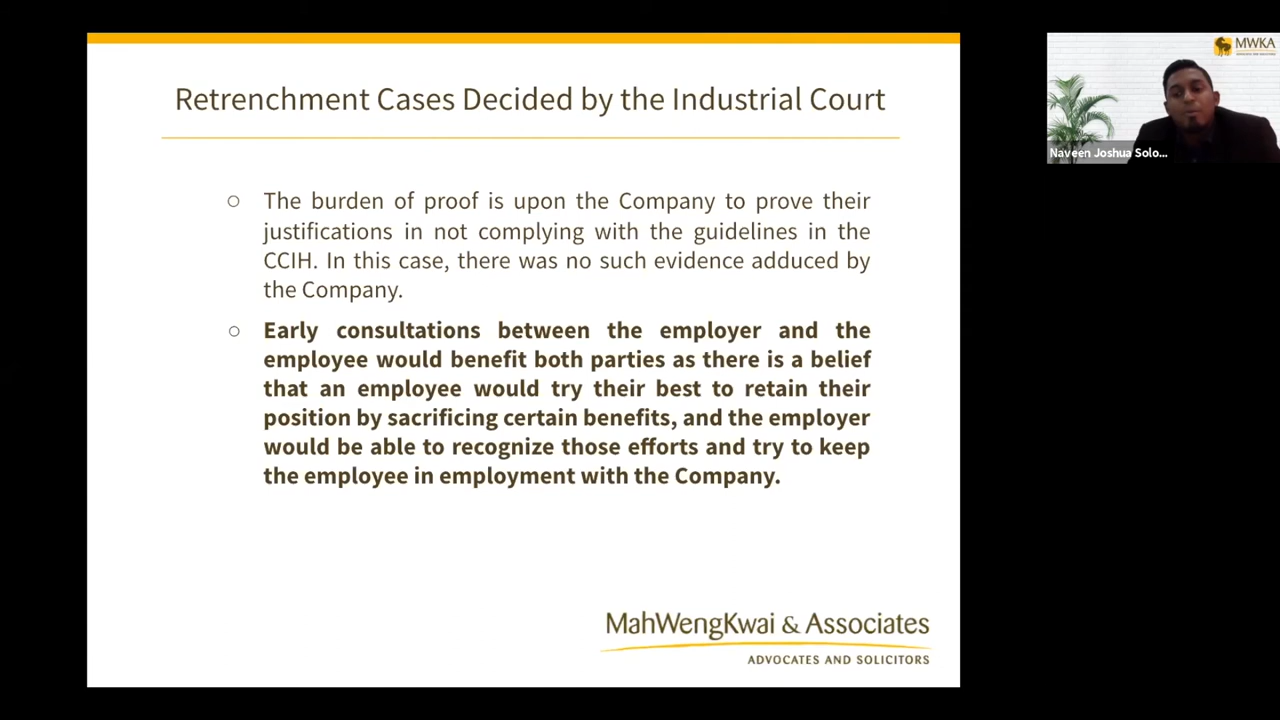 Retrenchment Cases Decided by the Industrial Court
○ The burden of proof is upon the Company to prove their
justifications in not complying with the guidelines in the
CCIH. In this case, there was no such evidence adduced by
the Company.
○ Early consultations between the employer and the
employee would benefit both parties as there is a belief
that an employee would try their best to retain their
position by sacrificing certain benefits, and the employer
would be able to recognize those efforts and try to keep
the employee in employment with the Company.
MahWengKwai & Associates
ADVOCATES AND SOLICITORS
MWKA
Naveen Joshua Solo...